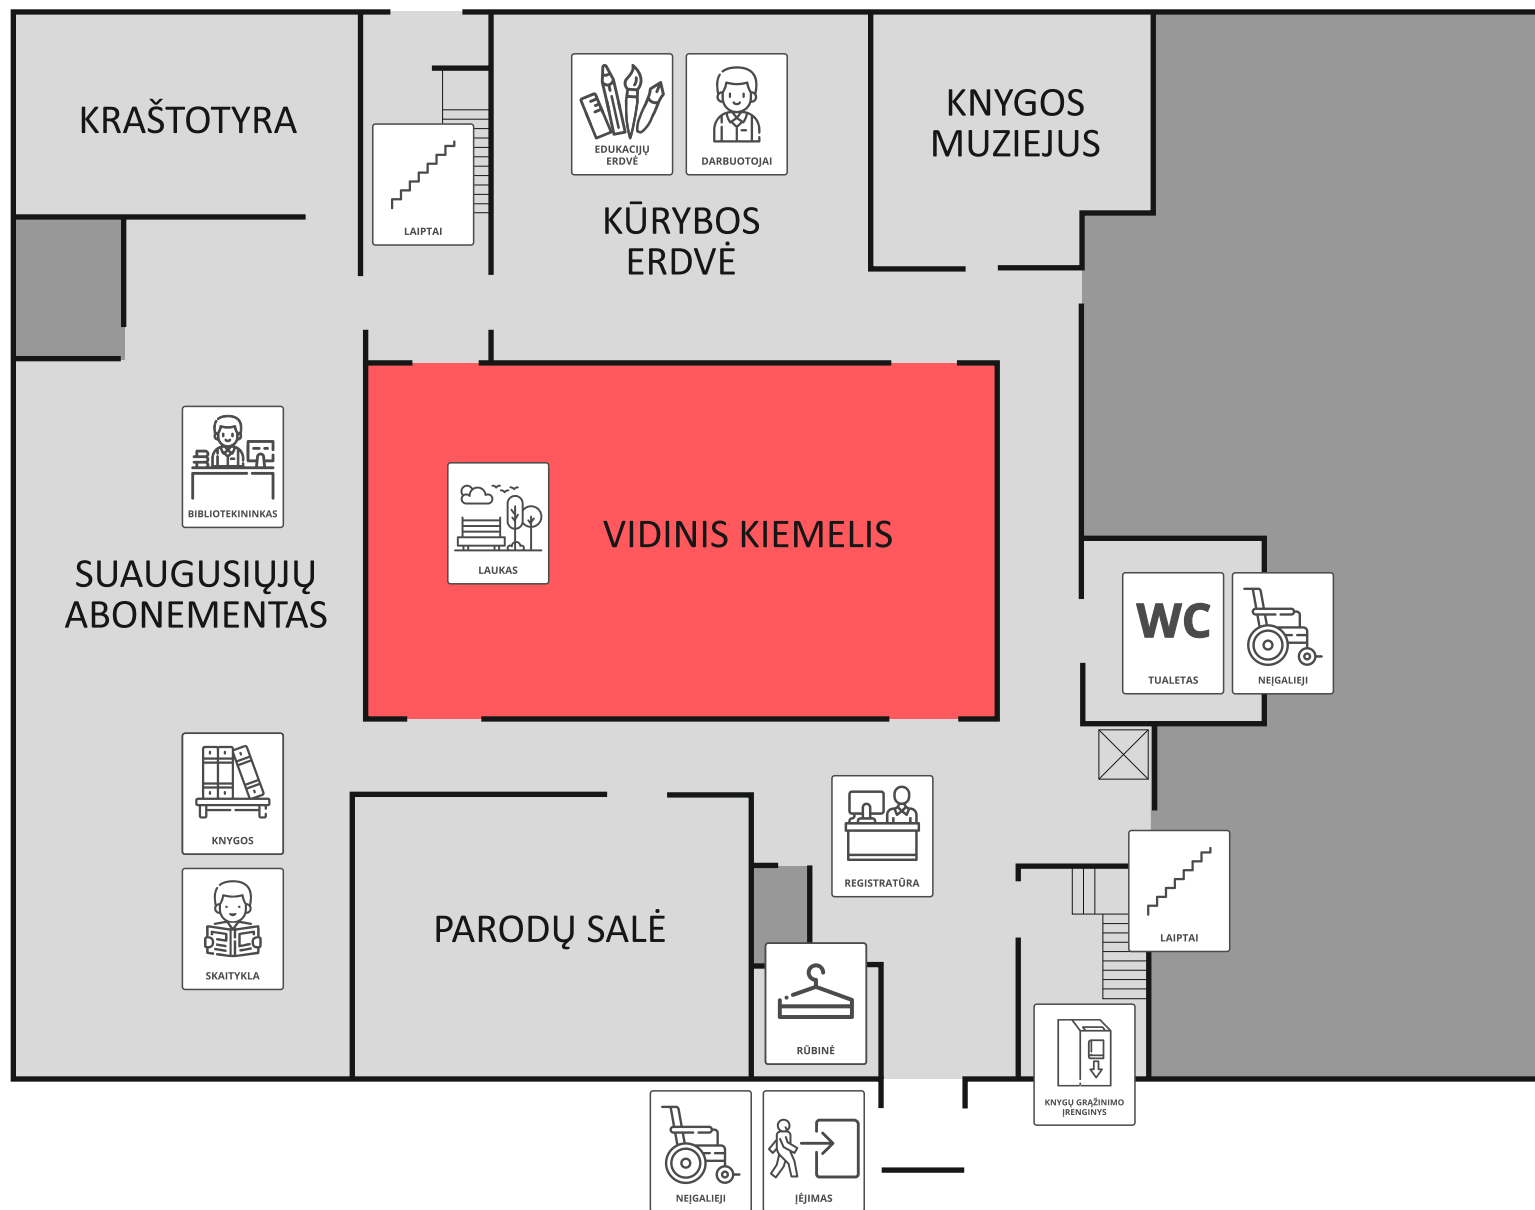 KRAŠTOTYRA
LAIPTAI
EDUKACIJŲ
ERDVĖ
DARBUOTOJAI
KŪRYBOS
ERDVĖ
KNYGOS
MUZIEJUS
BIBLIOTEKININKAS
SUAUGUSIŲJŲ
ABONEMENTAS
LAUKAS
VIDINIS KIEMELIS
WC
TUALETAS
NEĮGALIEJI
KNYGOS
SKAITYKLA
PARODŲ SALĖ
REGISTRATŪRA
LAIPTAI
RŪBINĖ
KNYGŲ GRĄŽINIMO
ĮRENGINYS
NEĮGALIEJI
ĮĖJIMAS